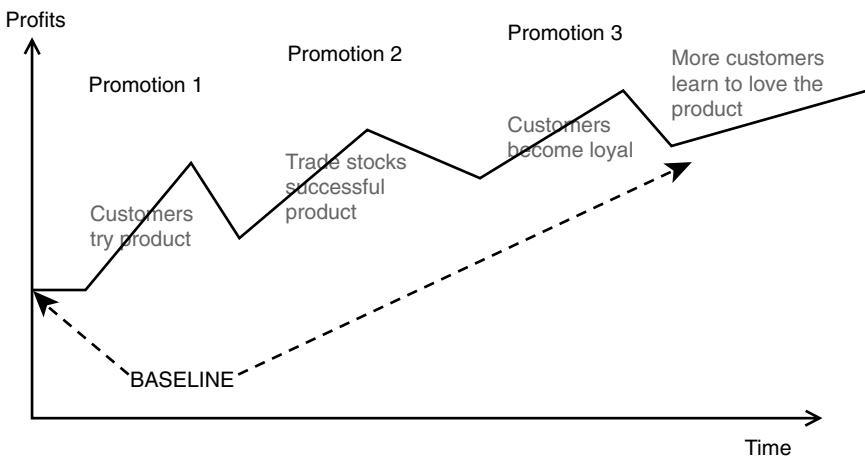 Profits
Promotion 1
Promotion 2
Promotion 3
More customers
learn to love the
product
Customers
try product
Trade stocks
successful
product
Customers
become loyal
BASELINE
Time